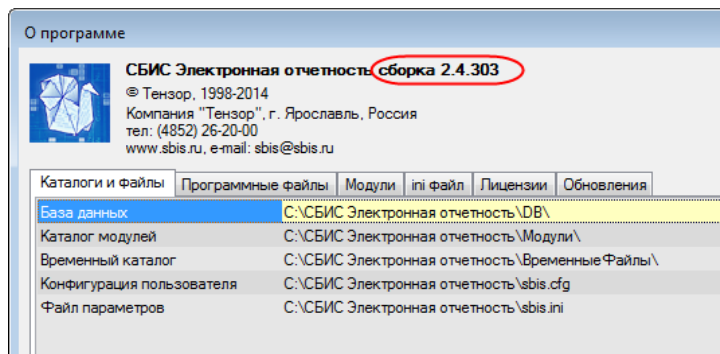 О программе
СБИС Электронная отчетность сборка 2.4.303
© Тензор, 1998-2014
Компания "Тензор", г. Ярославль, Россия
тел: (4852) 26-20-00
www.sbis.ru, e-mail: sbis@sbis.ru
Каталоги и файлы Программные файлы Модули ini файл Лицензии Обновления
База данных C:\СБИС Электронная отчетность\DB\
Каталог модулей C:\СБИС Электронная отчетность\Модули\
Временный каталог C:\СБИС Электронная отчетность\ВременныеФайлы\
Конфигурация пользователя C:\СБИС Электронная отчетность\sbis.cfg
Файл параметров C:\СБИС Электронная отчетность\sbis.ini